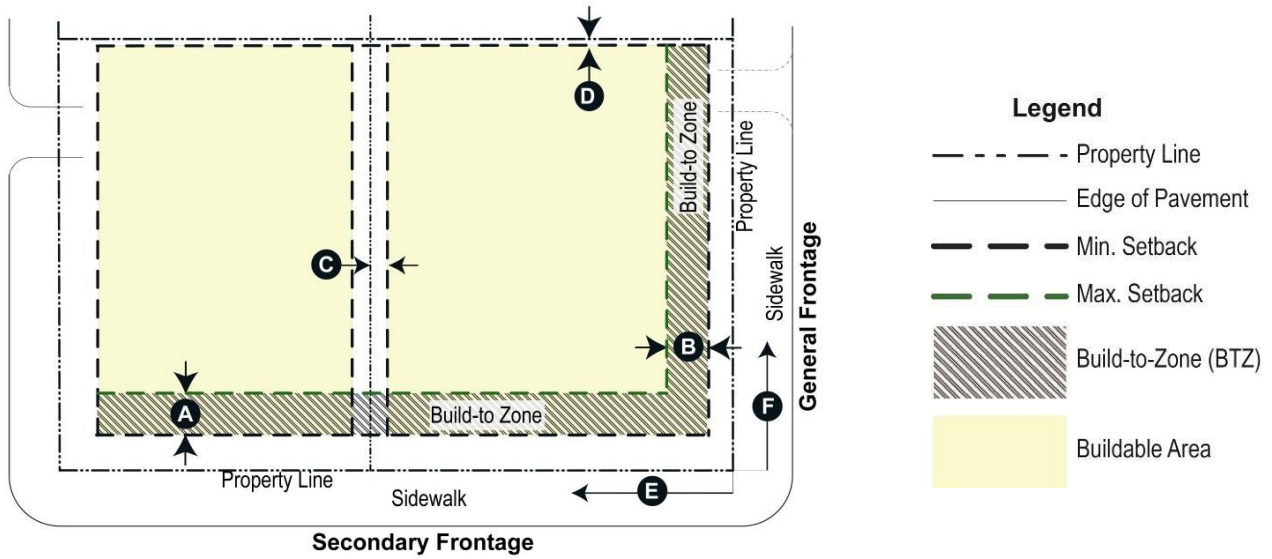 D
Build-to Zone
Property Line
C
Sidewalk
General Frontage
B
A
Build-to Zone
F
Property Line
Sidewalk
E
Secondary Frontage
Legend
Property Line
Edge of Pavement
Min. Setback
Max. Setback
Build-to-Zone (BTZ)
Buildable Area